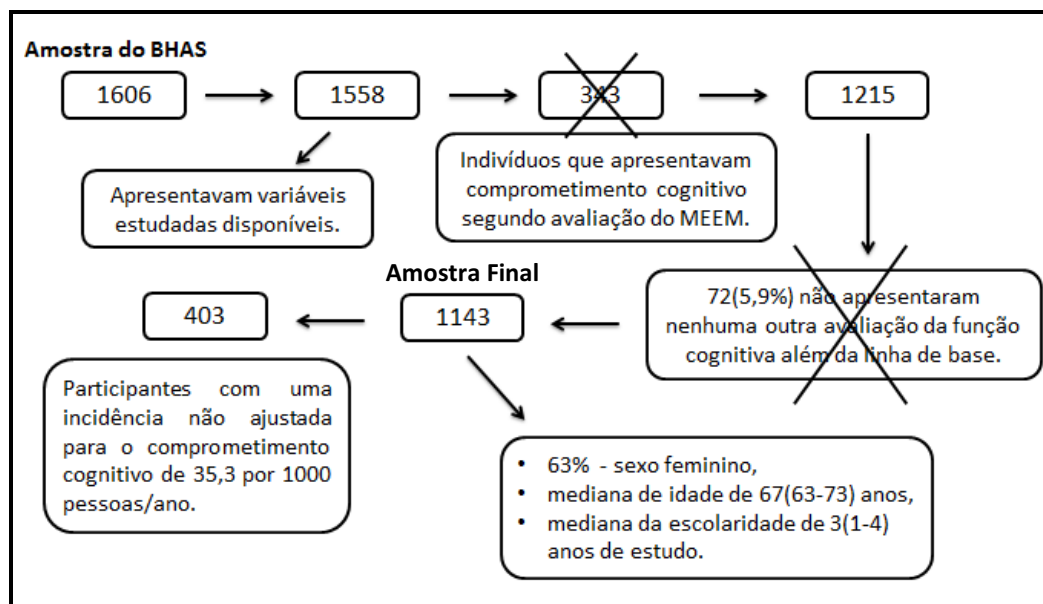 Amostra do BHAS
1606
1558
343
1215
Apresentavam variáveis
estudadas disponíveis.
Indivíduos que apresentavam
comprometimento cognitivo
segundo avaliação do MEEM.
72(5,9%) não apresentaram
nenhuma outra avaliação da função
cognitiva além da linha de base.
Amostra Final
1143
403
Participantes com uma
incidência não ajustada
para o comprometimento
cognitivo de 35,3 por 1000
pessoas/ano.
• 63% - sexo feminino,
• mediana de idade de 67(63-73) anos,
• mediana da escolaridade de 3(1-4)
anos de estudo.